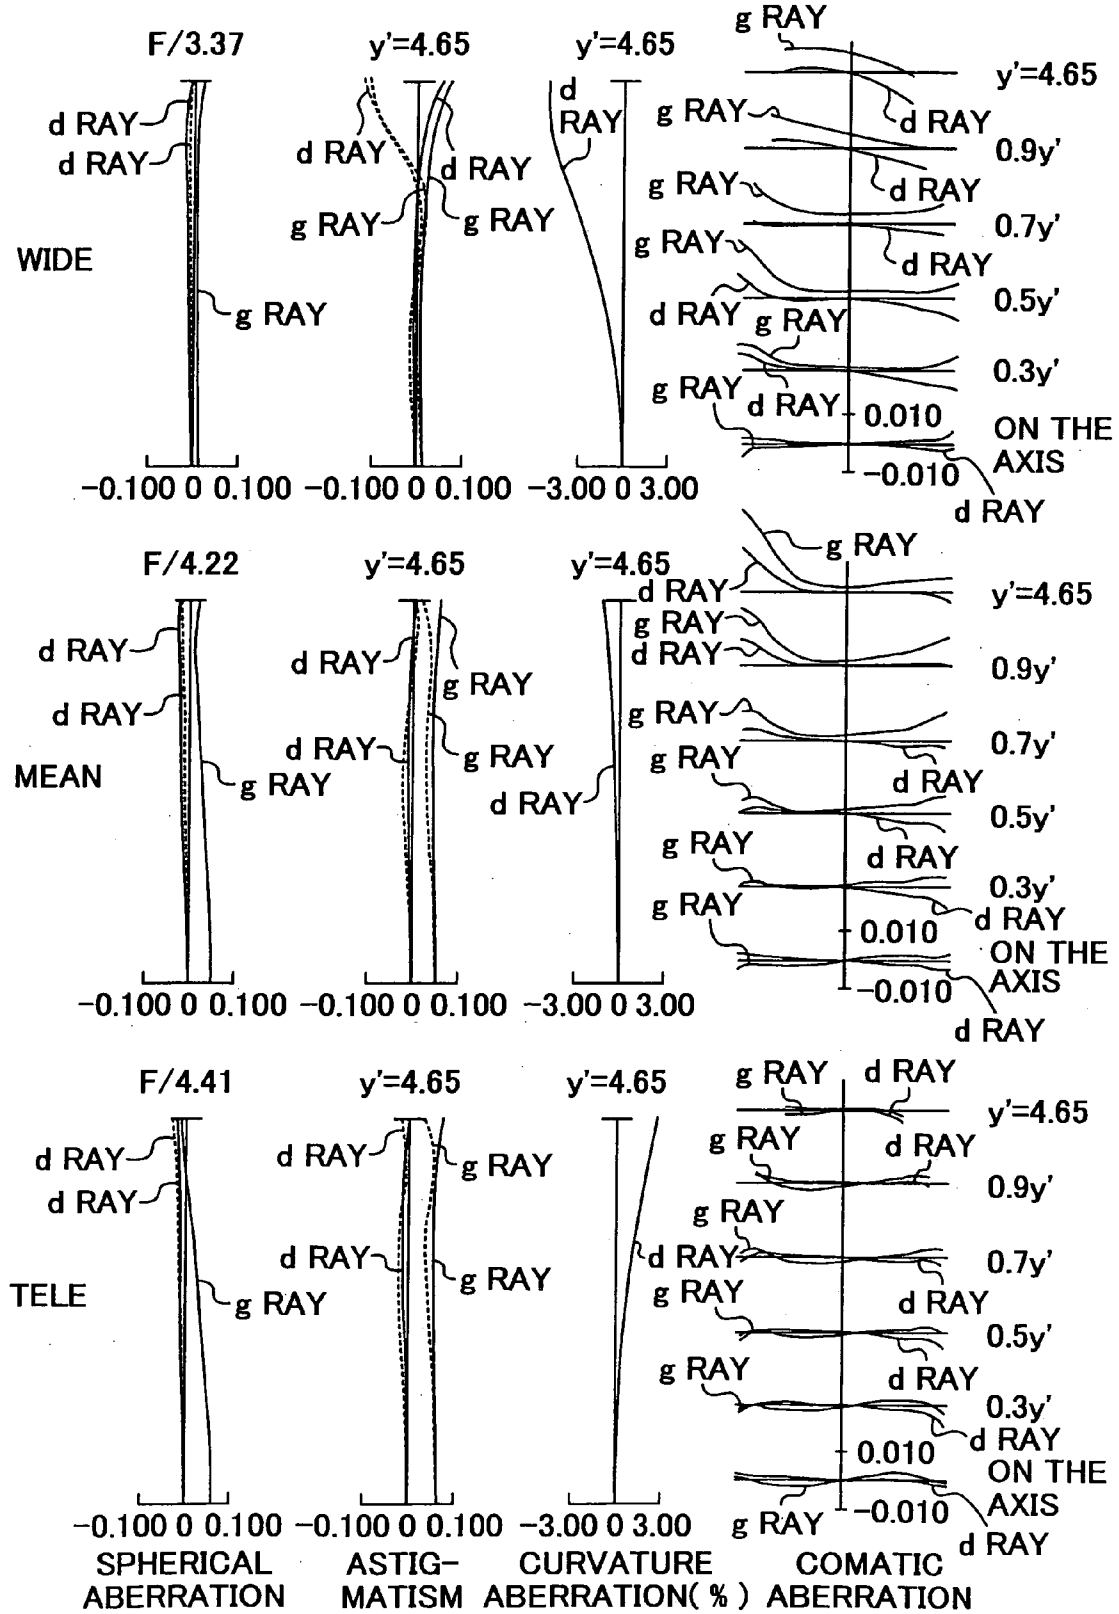 F/3.37
y'=4.65
y'=4.65
g RAY
y'=4.65
d RAY
d RAY
d RAY
d RAY
g RAY
g RAY
d RAY
g RAY
d RAY
0.9y'
g RAY
d RAY
0.7y'
g RAY
d RAY
WIDE
g RAY
d RAY
0.5y'
g RAY
d RAY
0.3y'
g RAY
0.010
ON THE
AXIS
-0.010
d RAY
-0.100 0 0.100
-0.100 0 0.100
-3.00 0 3.00
F/4.22
y'=4.65
y'=4.65
g RAY
d RAY
y'=4.65
d RAY
d RAY
d RAY
g RAY
d RAY
g RAY
g RAY
d RAY
0.9y'
MEAN
g RAY
d RAY
g RAY
d RAY
0.7y'
g RAY
d RAY
0.5y'
g RAY
d RAY
0.3y'
g RAY
0.010
ON THE
AXIS
-0.010
d RAY
-0.100 0 0.100
-0.100 0 0.100
-3.00 0 3.00
F/4.41
y'=4.65
y'=4.65
g RAY
d RAY
y'=4.65
d RAY
d RAY
d RAY
g RAY
g RAY
d RAY
0.9y'
TELE
g RAY
d RAY
g RAY
d RAY
g RAY
d RAY
0.7y'
g RAY
d RAY
0.5y'
g RAY
d RAY
0.3y'
0.010
ON THE
AXIS
-0.010
g RAY
d RAY
-0.100 0 0.100
-0.100 0 0.100
-3.00 0 3.00
SPHERICAL
ABERRATION
ASTIG-
MATISM
CURVATURE
ABERRATION(%)
COMATIC
ABERRATION